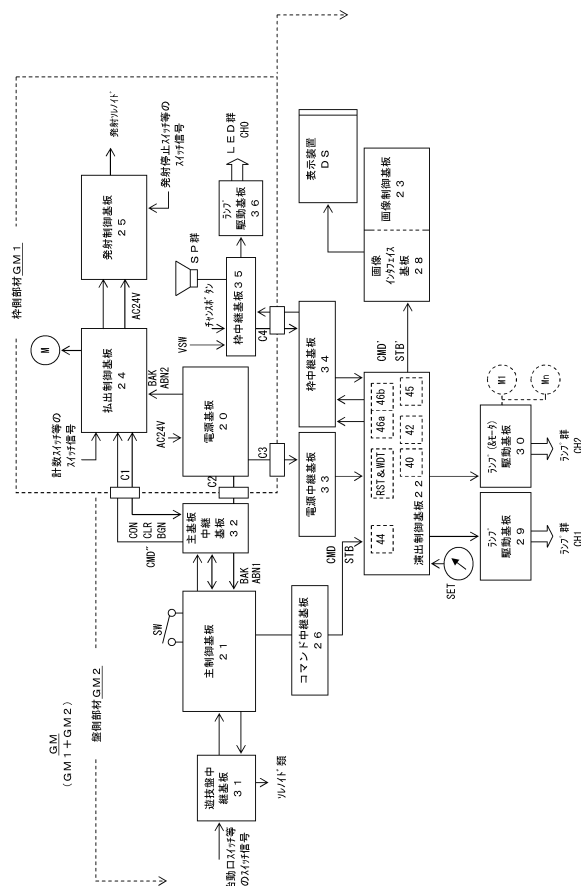 GM
(GM1+GM2)
枠側部材GM1
盤側部材GM2
計数スイッチ等の
スイッチ信号
M
払出制御基板
24
AC24V
発射制御基板
25
発射ソレノイド
発射停止スイッチ等の
スイッチ信号
C1
CON
CLR
BGN
CMD"
BAK
ABN2
AC24V
電源基板
20
SP群
VSW
チャンスボタン
枠中継基板35
ランプ
駆動基板
36
LED群
CH0
SW
主基板
中継基板
32
C2
C3
C4
BAK
ABN1
主制御基板
21
遊技盤中
継基板
31
始動口スイッチ等
のスイッチ信号
ソレノイド類
コマンド中継基板
26
CMD
STB
電源中継基板
33
枠中継基板
34
表示装置
DS
44
RST&WDT
46a
46b
40
42
45
演出制御基板22
SET
CMD'
STB'
画像
インタフェイス
基板
28
画像制御基板
23
ランプ
駆動基板
29
ランプ群
CH1
ランプ(&モータ)
駆動基板
30
ランプ群
CH2
M1
Mn